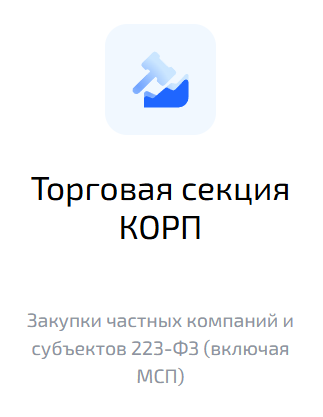 Торговая секция
КОРП
Закупки частных компаний и
субъектов 223-ФЗ (включая
МСП)